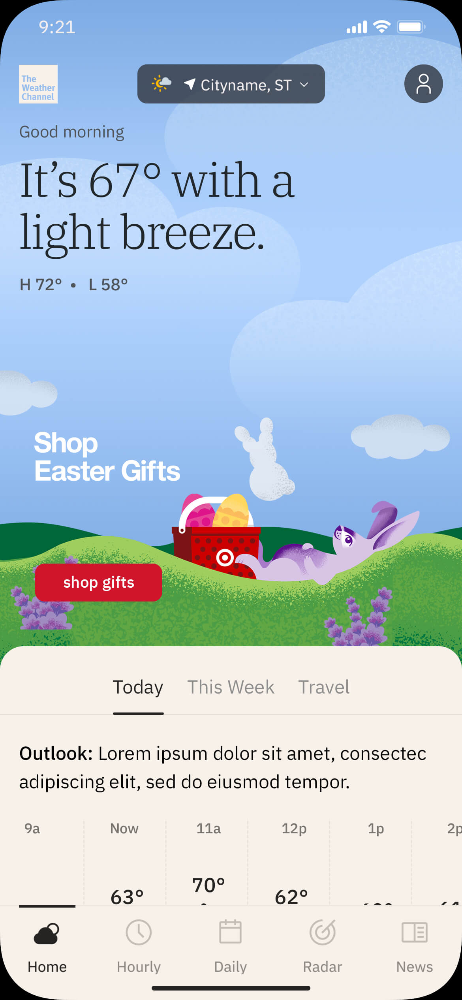 9:21
The
Weather
Channel
Cityname, ST
Good morning
It’s 67° with a
light breeze.
H 72° • L 58°
Shop
Easter Gifts
shop gifts
Today This Week Travel
Outlook: Lorem ipsum dolor sit amet, consectec
adipiscing elit, sed do eiusmod tempor.
9a Now 11a 12p 1p 2p
63° 70° 62°
Home Hourly Daily Radar News